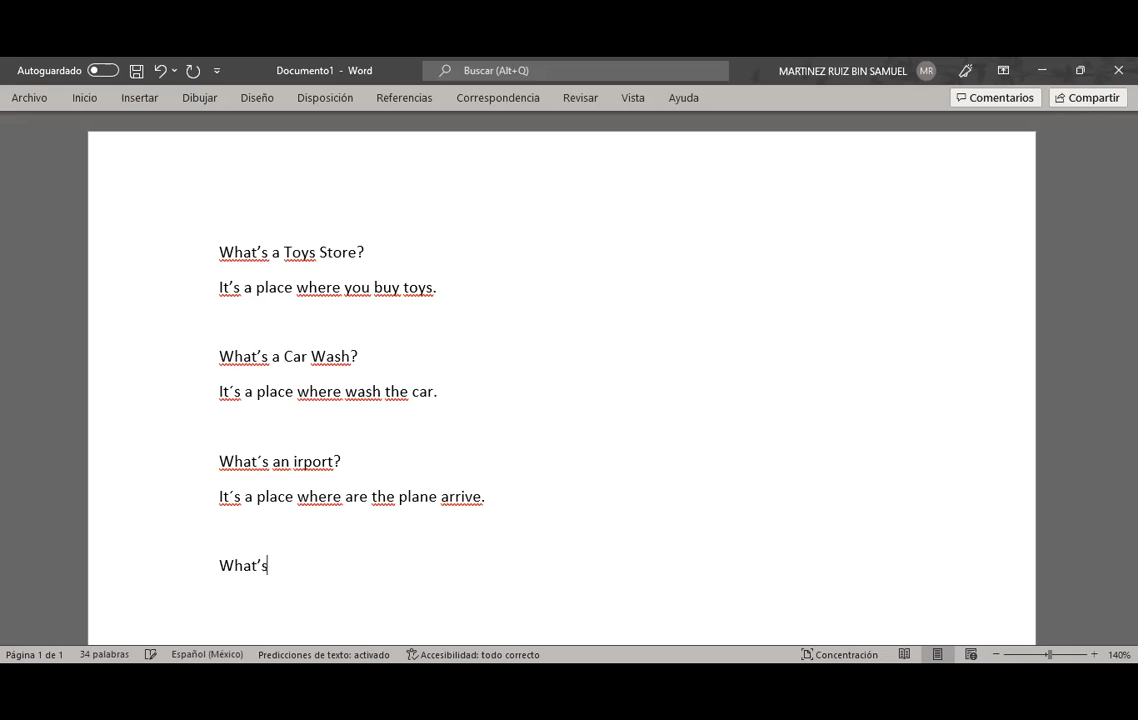 Autoguardado
Documento1 - Word
Buscar (Alt+Q)
MARTINEZ RUIZ BIN SAMUEL
MR
Archivo Inicio Insertar Dibujar Diseño Disposición Referencias Correspondencia Revisar Vista Ayuda
Comentarios Compartir
What’s a Toys Store?
It’s a place where you buy toys.
What’s a Car Wash?
It´s a place where wash the car.
What´s an irport?
It´s a place where are the plane arrive.
What’s
Página 1 de 1 34 palabras Español (México) Predicciones de texto: activado Accesibilidad: todo correcto Concentración 140%